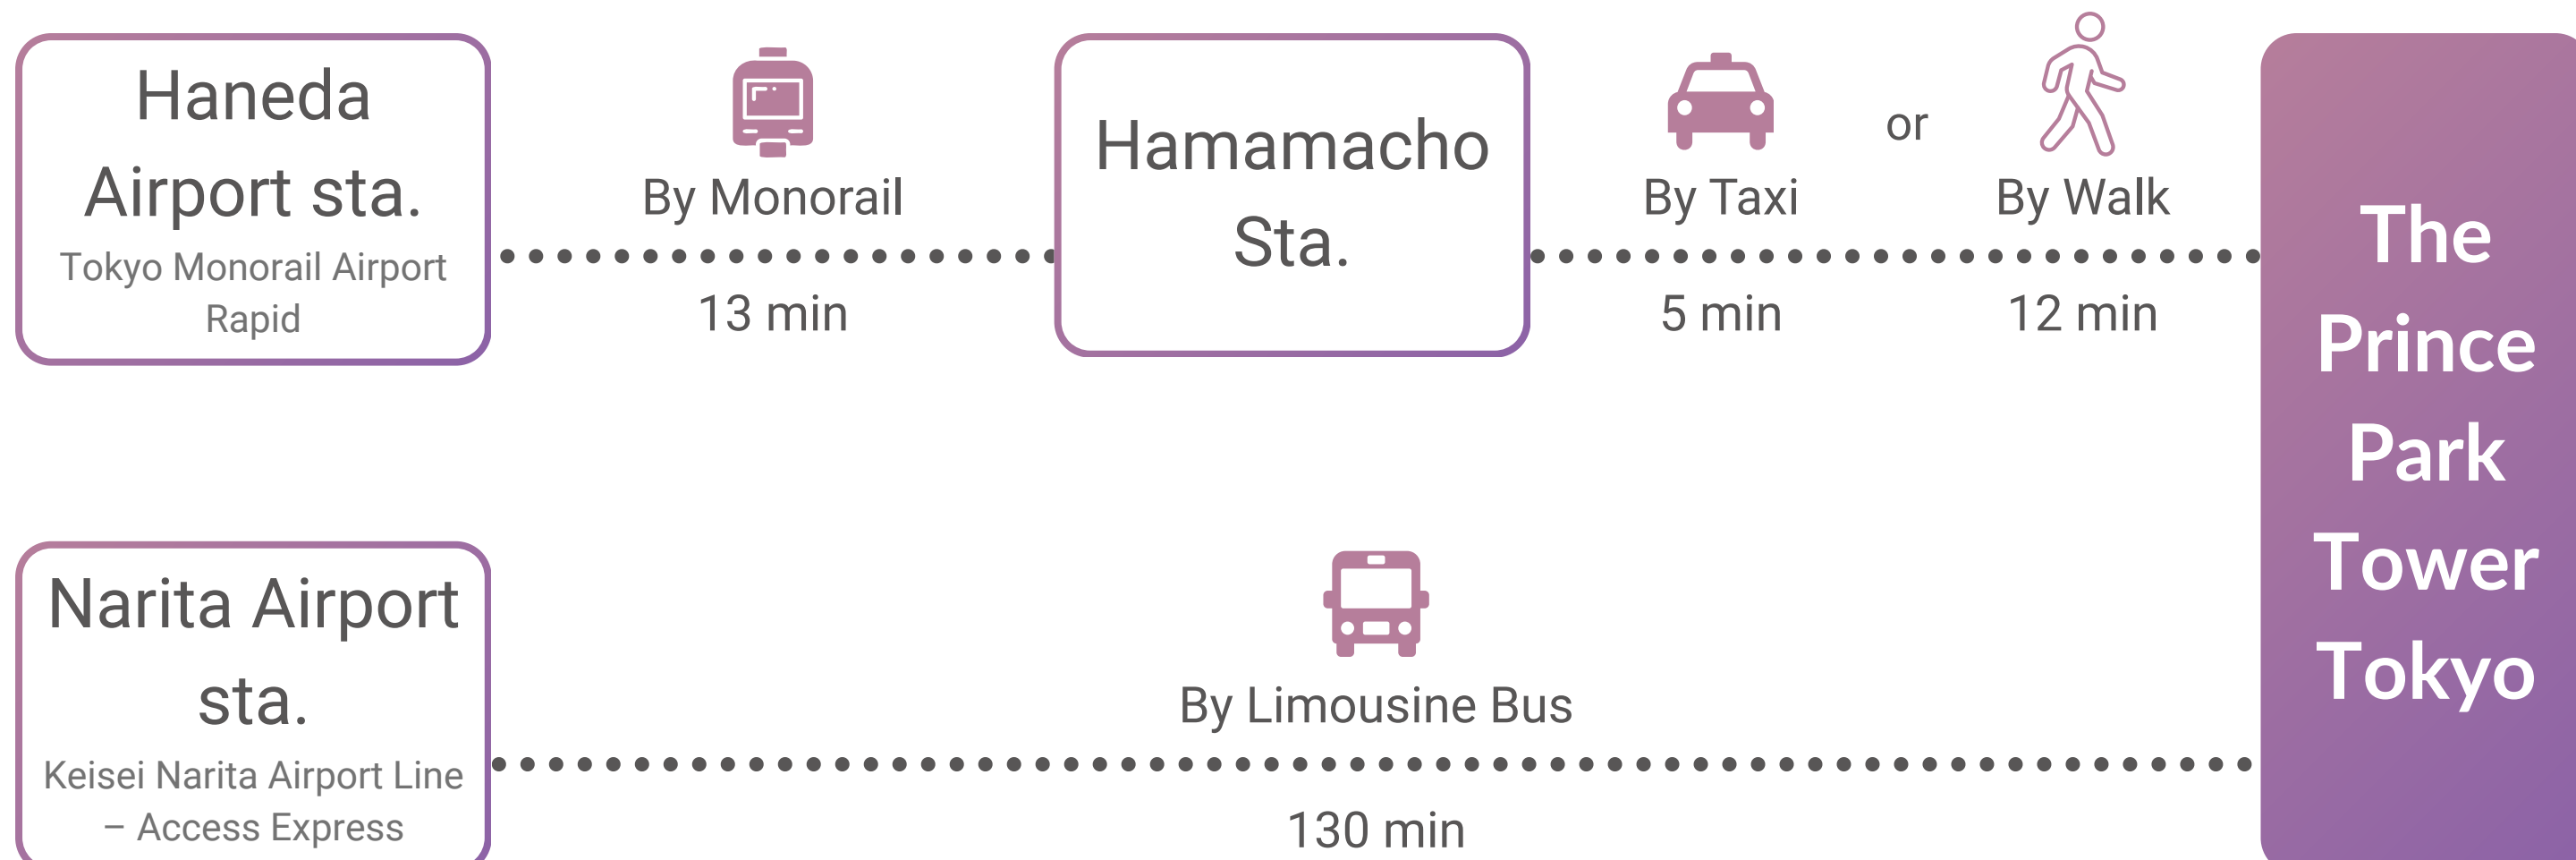 Haneda
Airport sta.
Tokyo Monorail Airport
Rapid
By Monorail
13 min
Hamamacho
Sta.
By Taxi
5 min
or
By Walk
12 min
Narita Airport
sta.
Keisei Narita Airport Line
– Access Express
By Limousine Bus
130 min
The
Prince
Park
Tower
Tokyo